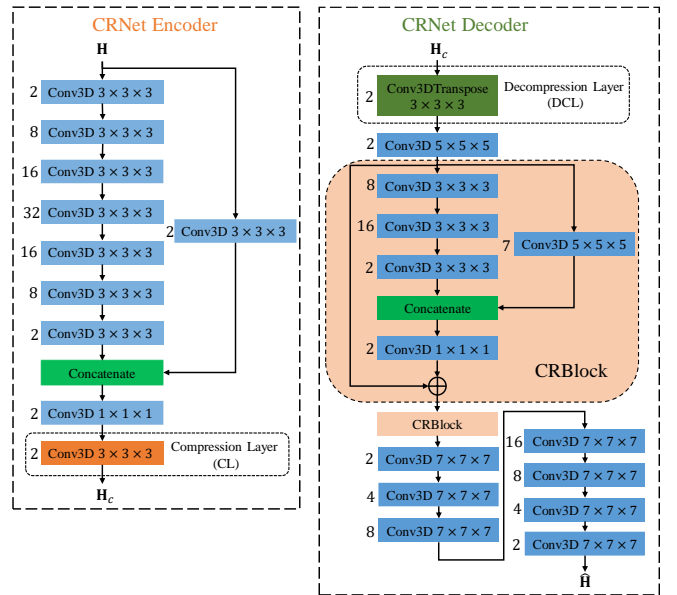 CRNet Encoder
H
2 Conv3D 3 × 3 × 3
8 Conv3D 3 × 3 × 3
16 Conv3D 3 × 3 × 3
32 Conv3D 3 × 3 × 3
2 Conv3D 3 × 3 × 3
16 Conv3D 3 × 3 × 3
8 Conv3D 3 × 3 × 3
2 Conv3D 3 × 3 × 3
Concatenate
2 Conv3D 1 × 1 × 1
2 Conv3D 3 × 3 × 3
Compression Layer
(CL)
H_c
CRNet Decoder
H_c
2 Conv3DTranspose
3 × 3 × 3
Decompression Layer
(DCL)
2 Conv3D 5 × 5 × 5
8 Conv3D 3 × 3 × 3
16 Conv3D 3 × 3 × 3
7 Conv3D 5 × 5 × 5
2 Conv3D 3 × 3 × 3
Concatenate
2 Conv3D 1 × 1 × 1
CRBlock
CRBlock
2 Conv3D 7 × 7 × 7
4 Conv3D 7 × 7 × 7
8 Conv3D 7 × 7 × 7
16 Conv3D 7 × 7 × 7
8 Conv3D 7 × 7 × 7
4 Conv3D 7 × 7 × 7
2 Conv3D 7 × 7 × 7
Ĥ